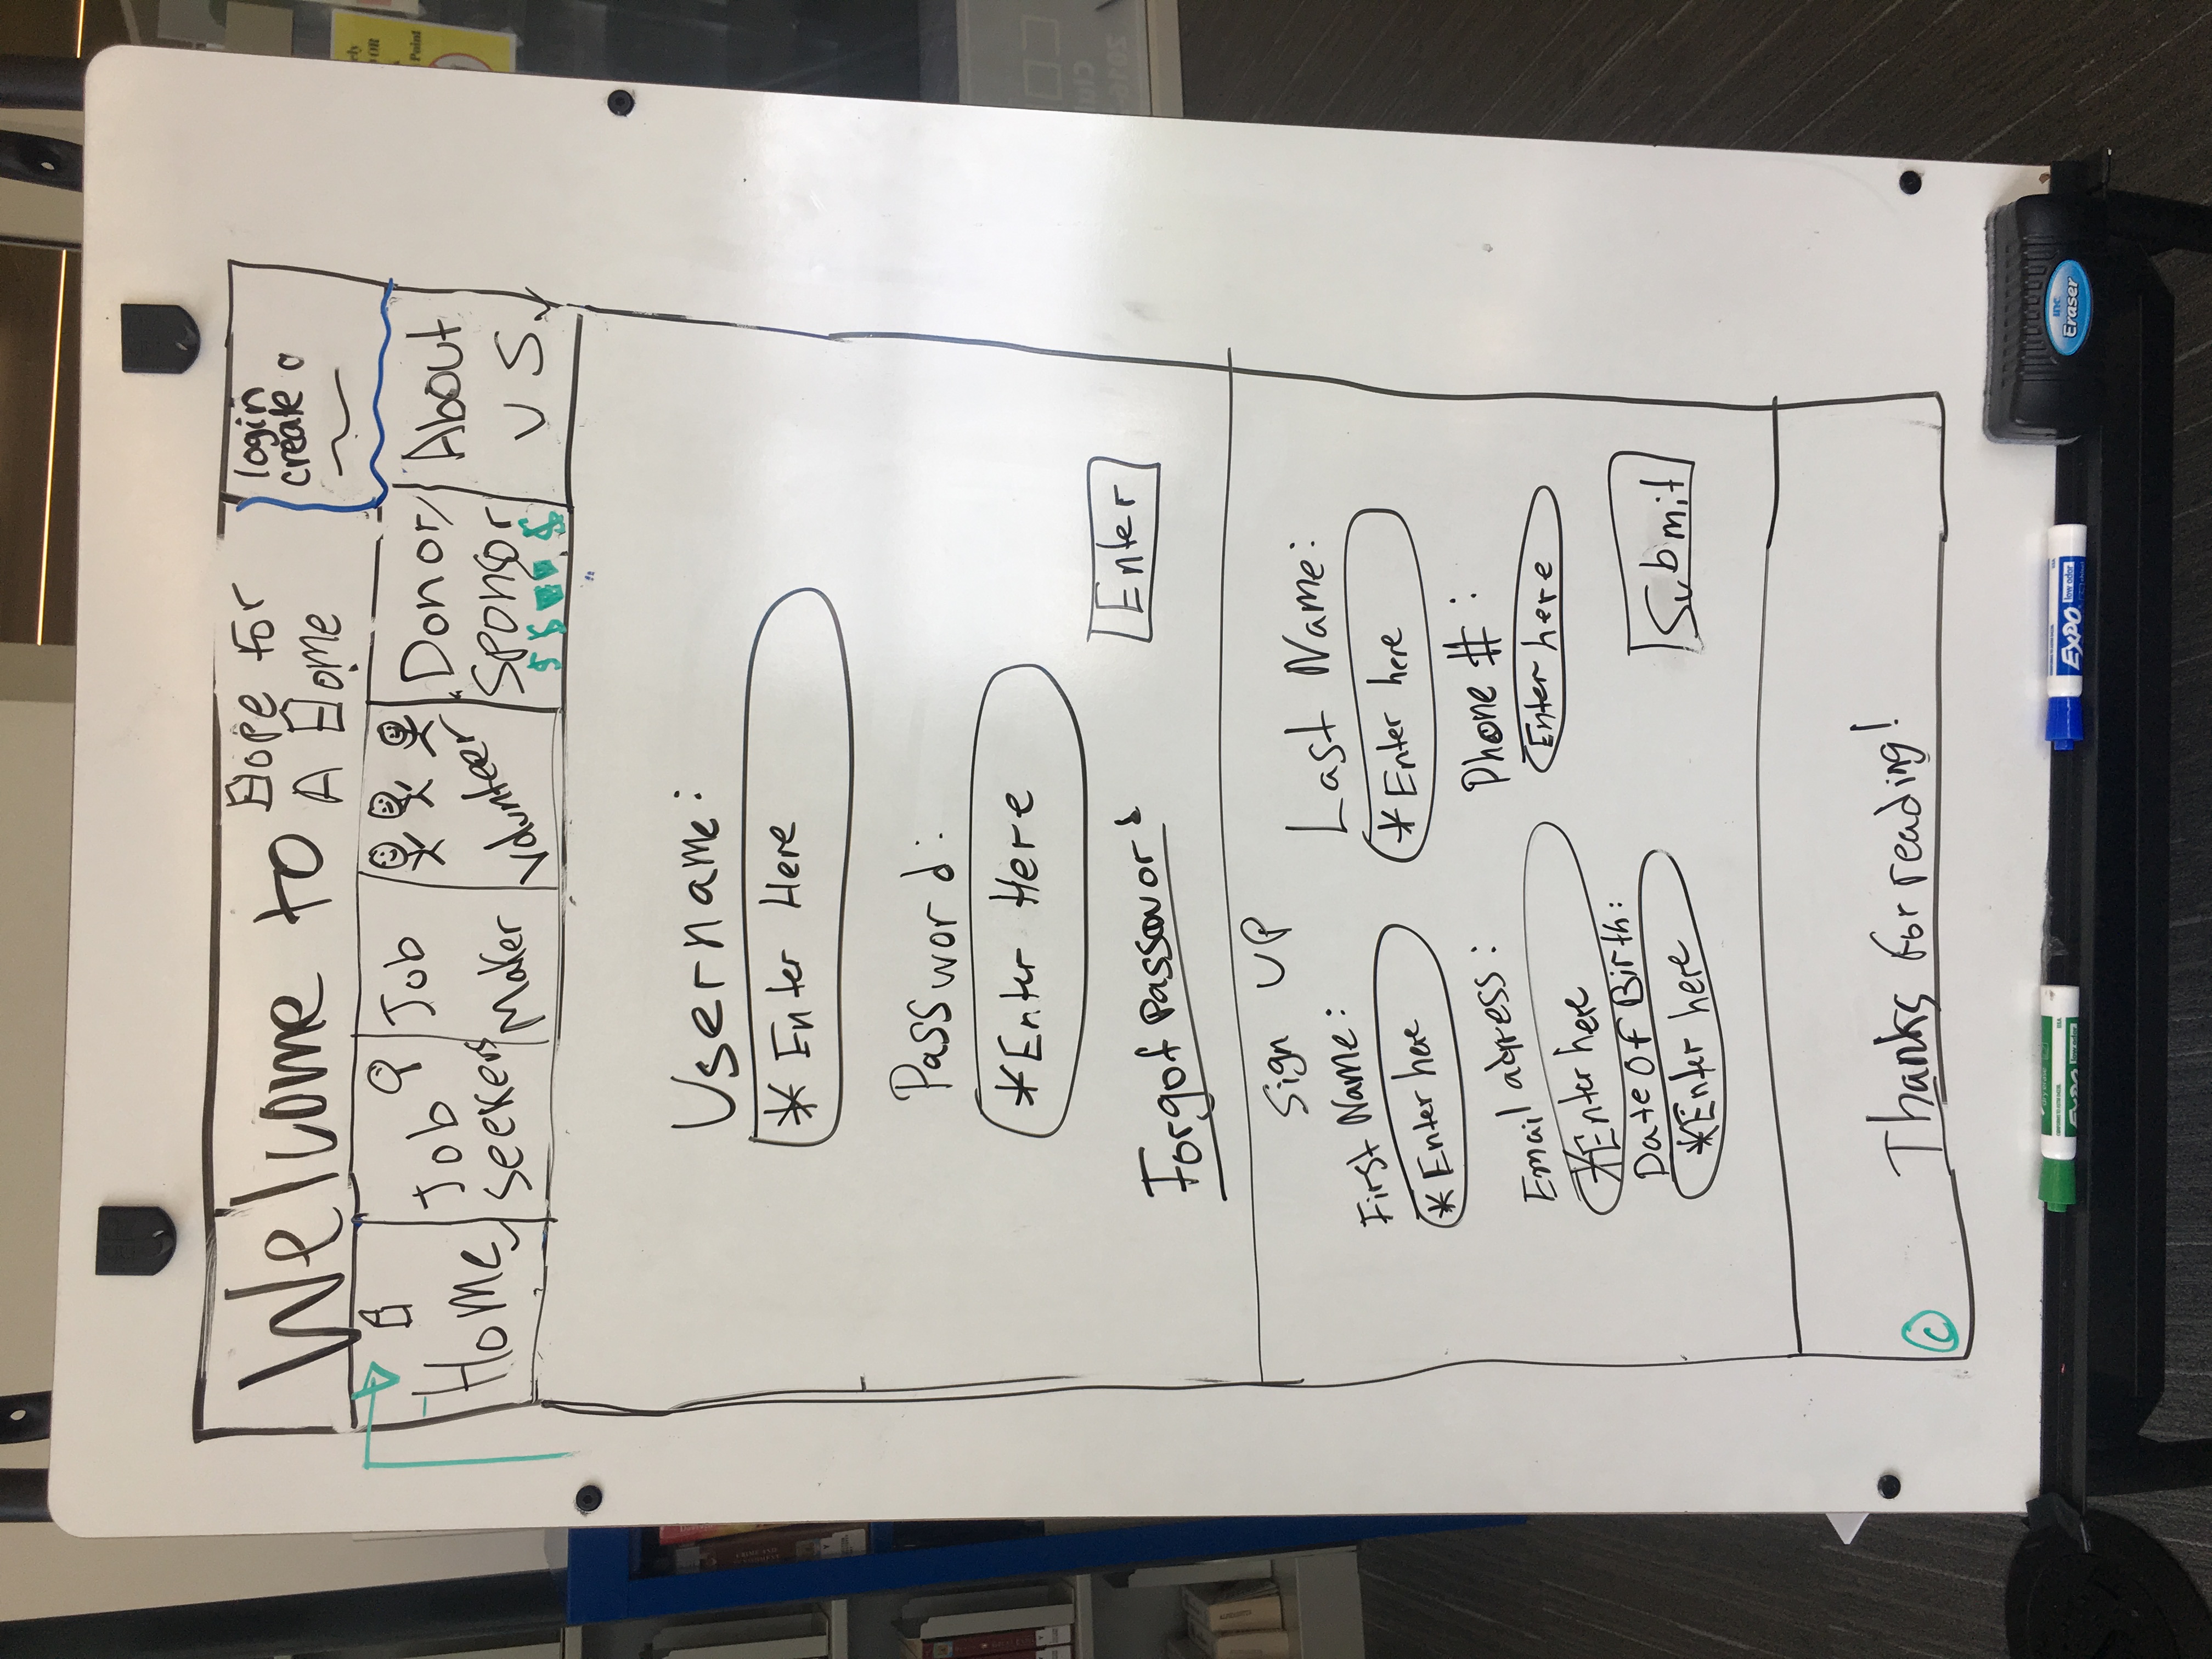 Welcome to Hope for
A Home
login
create a
Home
Job
seekers
Job
Maker
Volunteer
Donor/
Sponsor
$ $ $
About
US
Username:
* Enter Here
Password:
*Enter Here
Forgot Password
Enter
Sign UP
First Name:
* Enter here
Last Name:
* Enter here
Email adress:
*Enter here
Phone #:
Enter here
Date Of Birth:
*Enter here
Submit
©
Thanks for reading!
EXPO low odor
EXPO low odor
Eraser
ely
OR
Point